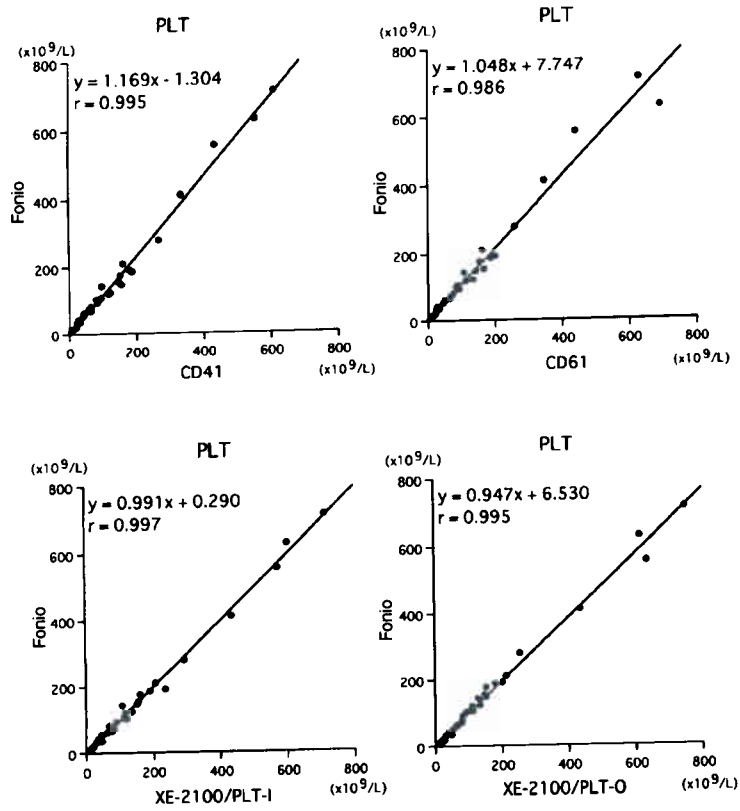 PLT
(x10⁹/L)
800
y = 1.169x - 1.304
r = 0.995
600
400
200
0
Fonio
0 200 400 600 800
CD41 (x10⁹/L)
PLT
(x10⁹/L)
800
y = 1.048x + 7.747
r = 0.986
600
400
200
0
Fonio
0 200 400 600 800
CD61 (x10⁹/L)
PLT
(x10⁹/L)
800
y = 0.991x + 0.290
r = 0.997
600
400
200
0
Fonio
0 200 400 600 800
XE-2100/PLT-I (x10⁹/L)
PLT
(x10⁹/L)
800
y = 0.947x + 6.530
r = 0.995
600
400
200
0
Fonio
0 200 400 600 800
XE-2100/PLT-O (x10⁹/L)